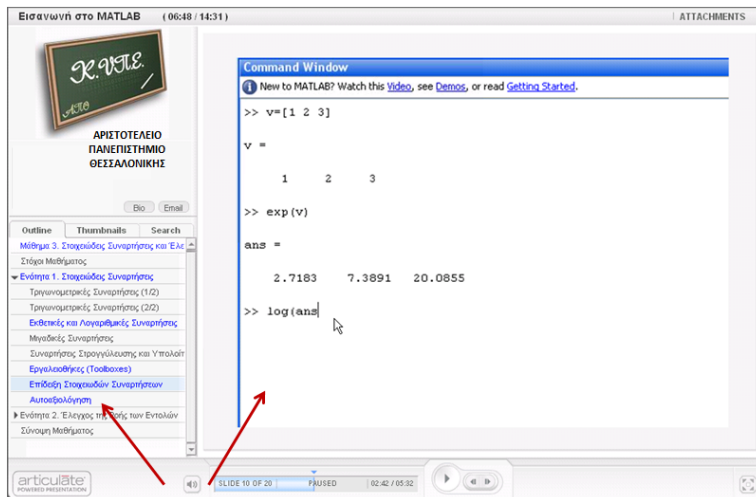 Εισαγωγή στο MATLAB (06:48 / 14:31)
ATTACHMENTS
Κ.ΥΠ.Ε.
ΑΠΘ
ΑΡΙΣΤΟΤΕΛΕΙΟ
ΠΑΝΕΠΙΣΤΗΜΙΟ
ΘΕΣΣΑΛΟΝΙΚΗΣ
Bio Email
Outline Thumbnails Search
Μάθημα 3. Στοιχειώδεις Συναρτήσεις και Έλε
Στόχοι Μαθήματος
Ενότητα 1. Στοιχειώδεις Συναρτήσεις
Τριγωνομετρικές Συναρτήσεις (1/2)
Τριγωνομετρικές Συναρτήσεις (2/2)
Εκθετικές και Λογαριθμικές Συναρτήσεις
Μιγαδικές Συναρτήσεις
Συναρτήσεις Στρογγύλευσης και Υπολοίπ
Εργαλειοθήκες (Toolboxes)
Επίδειξη Στοιχειωδών Συναρτήσεων
Αυτοαξιολόγηση
Ενότητα 2. Έλεγχος της Ροής των Εντολών
Σύνοψη Μαθήματος
Command Window
New to MATLAB? Watch this Video, see Demos, or read Getting Started.
>> v=[1 2 3]
v =
1 2 3
>> exp(v)
ans =
2.7183 7.3891 20.0855
>> log(ans
articulate
POWERED PRESENTATION
SLIDE 10 OF 20 PAUSED 02:42 / 05:32